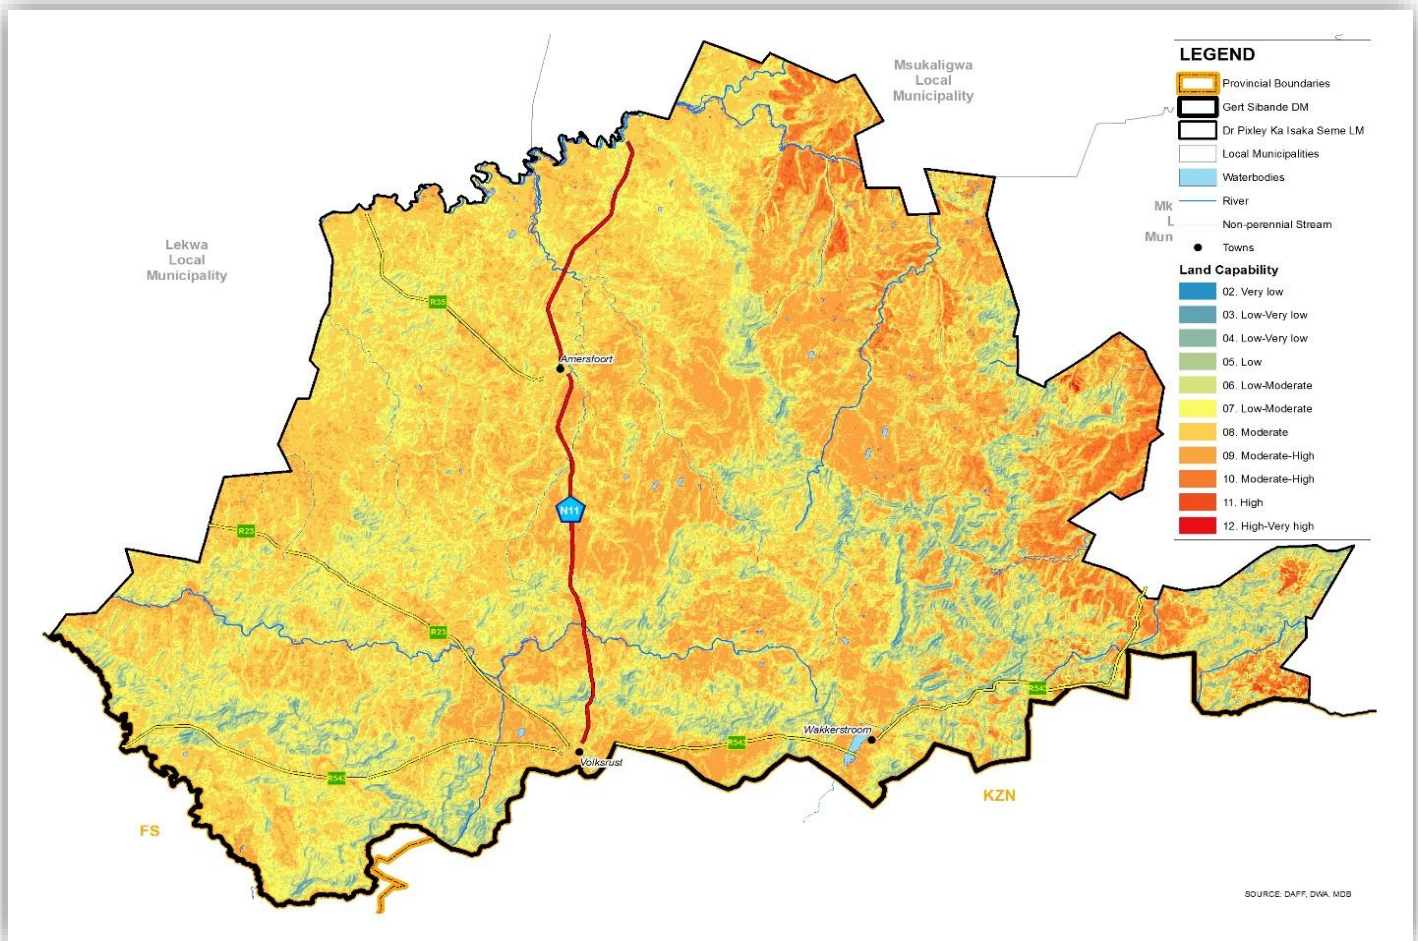 Msukaligwa
Local
Municipality
Lekwa
Local
Municipality
Mk
L
Mun
R35
Amersfoort
N11
R23
R23
Wakkerstroom
R543
R543
Volksrust
R543
FS
KZN
LEGEND
Provincial Boundaries
Gert Sibande DM
Dr Pixley Ka Isaka Seme LM
Local Municipalities
Waterbodies
River
Non-perennial Stream
Towns
Land Capability
02. Very low
03. Low-Very low
04. Low-Very low
05. Low
06. Low-Moderate
07. Low-Moderate
08. Moderate
09. Moderate-High
10. Moderate-High
11. High
12. High-Very high
SOURCE: DAFF, DWA, MDB